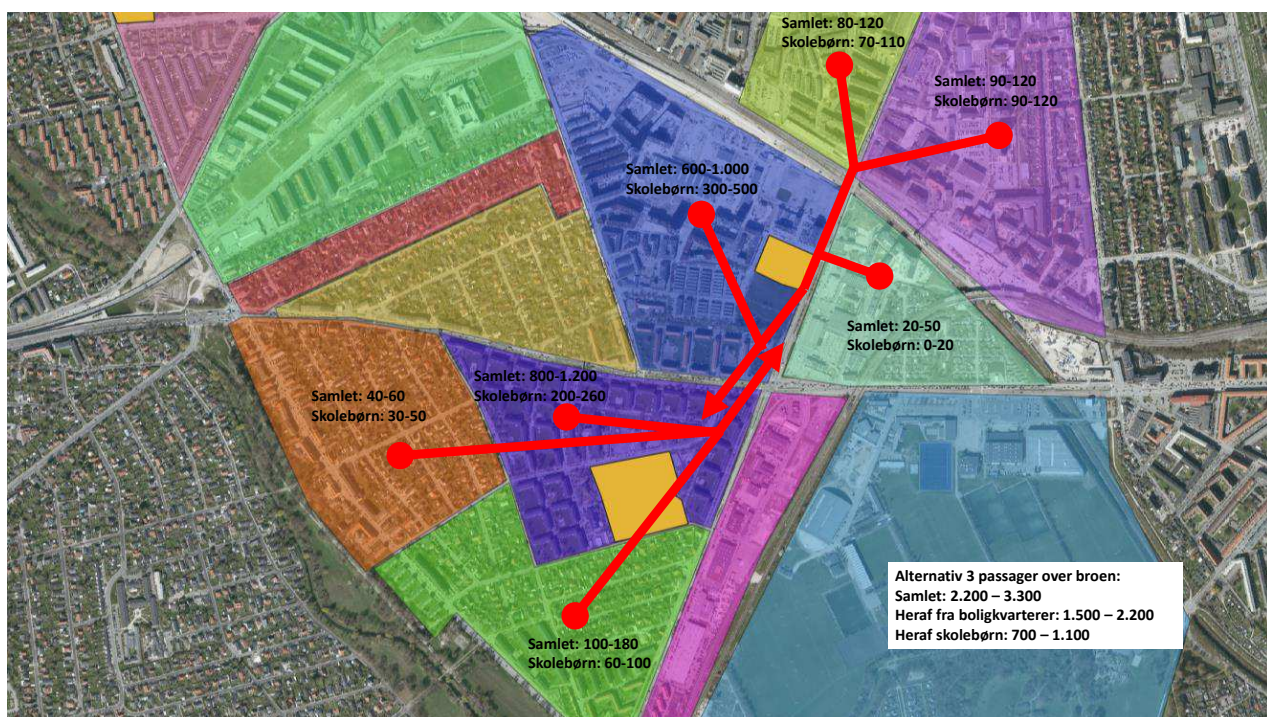 Samlet: 80-120
Skolebørn: 70-110
Samlet: 90-120
Skolebørn: 90-120
Samlet: 600-1.000
Skolebørn: 300-500
Samlet: 20-50
Skolebørn: 0-20
Samlet: 800-1.200
Skolebørn: 200-260
Samlet: 40-60
Skolebørn: 30-50
Samlet: 100-180
Skolebørn: 60-100
Alternativ 3 passager over broen:
Samlet: 2.200 – 3.300
Heraf fra boligkvarterer: 1.500 – 2.200
Heraf skolebørn: 700 – 1.100